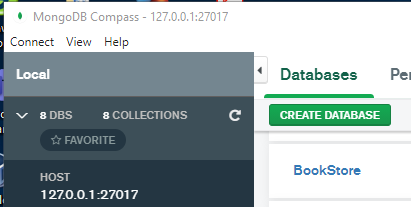 MongoDB Compass - 127.0.0.1:27017
Connect View Help
Local
Databases
8 DBS 8 COLLECTIONS
CREATE DATABASE
FAVORITE
HOST
127.0.0.1:27017
BookStore